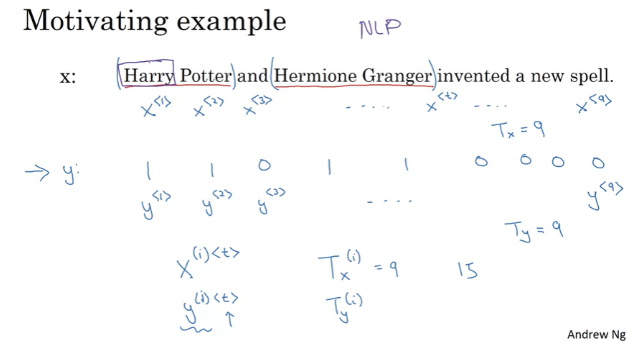 Motivating example NLP
x: (Harry Potter) and (Hermione Granger) invented a new spell.
x^<1> x^<2> x^<3> ..... x^<t> .... x^<9>
T_x = 9
→ y: 1 1 0 1 1 0 0 0 0
y^<1> y^<2> y^<3> .... y^<9>
T_y = 9
X^(i)<t> T_x^(i) = 9 15
y^(i)<t> ↑ T_y^(i)
Andrew Ng